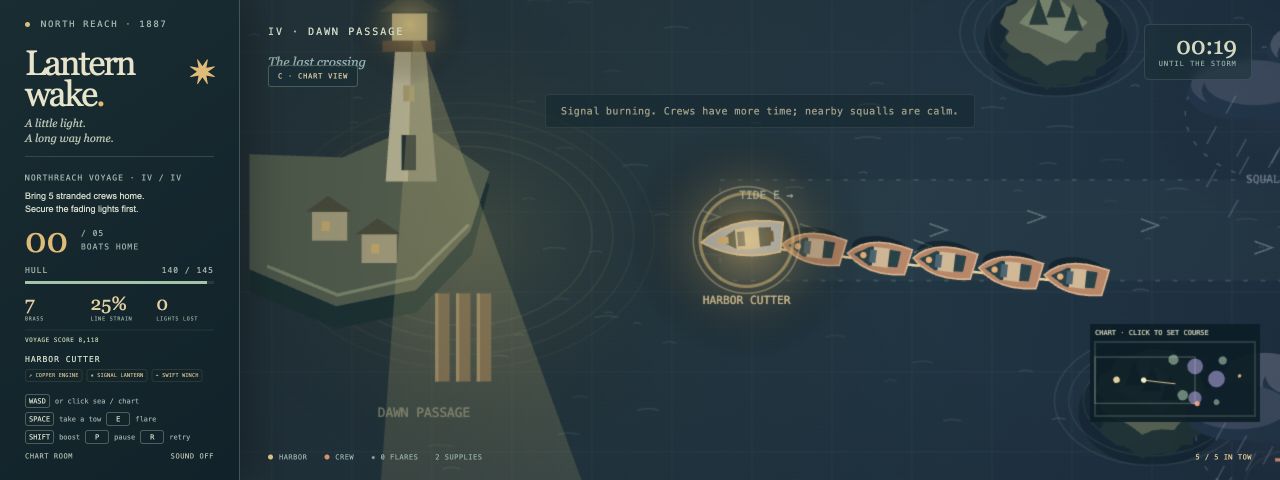 NORTH REACH · 1887
Lantern
wake.
A little light.
A long way home.
NORTHREACH VOYAGE · IV / IV
Bring 5 stranded crews home.
Secure the fading lights first.
00 / 05
BOATS HOME
HULL 140 / 145
7 25% 0
BRASS LINE STRAIN LIGHTS LOST
VOYAGE SCORE 8,118
HARBOR CUTTER
COPPER ENGINE SIGNAL LANTERN SWIFT WINCH
WASD or click sea / chart
SPACE take a tow E flare
SHIFT boost P pause R retry
CHART ROOM SOUND OFF
IV · DAWN PASSAGE
The last crossing
C · CHART VIEW
Signal burning. Crews have more time; nearby squalls are calm.
00:19
UNTIL THE STORM
SQUAL
TIDE E →
HARBOR CUTTER
CHART · CLICK TO SET COURSE
DAWN PASSAGE
HARBOR CREW 0 FLARES 2 SUPPLIES
5 / 5 IN TOW